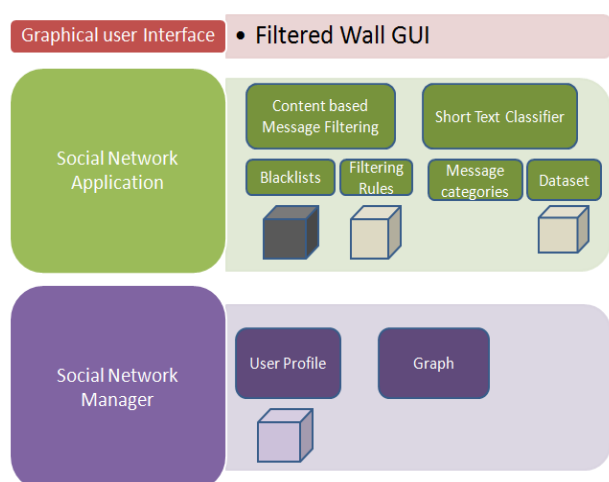 Graphical user Interface
• Filtered Wall GUI
Social Network
Application
Content based
Message Filtering
Short Text Classifier
Blacklists
Filtering
Rules
Message
categories
Dataset
Social Network
Manager
User Profile
Graph